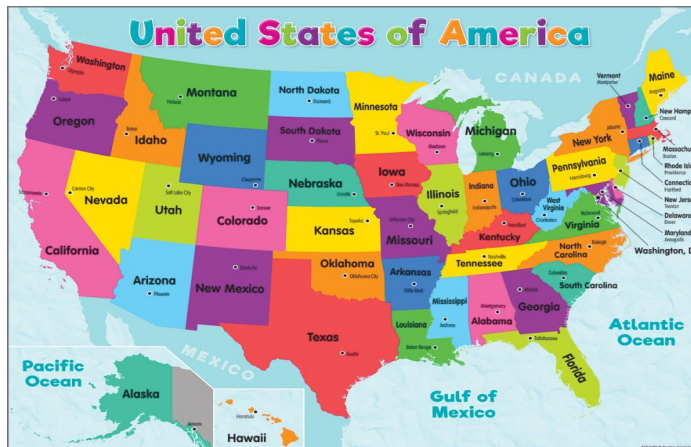 United States of America
CANADA
Washington
Olympia
Oregon
Salem
Idaho
Boise
Montana
Helena
North Dakota
Bismarck
South Dakota
Pierre
Wyoming
Cheyenne
Nebraska
Lincoln
Minnesota
St. Paul
Wisconsin
Madison
Michigan
Lansing
Iowa
Des Moines
Illinois
Springfield
Indiana
Indianapolis
Ohio
Columbus
Pennsylvania
Harrisburg
New York
Albany
Vermont
Montpelier
Maine
Augusta
New Hamp
Concord
Massachus
Boston
Rhode Isl
Providence
Connecti
Hartford
New Jers
Trenton
Delawar
Dover
Maryland
Annapolis
Washington, D
West
Virginia
Charleston
Virginia
Richmond
Kentucky
Frankfort
Tennessee
Nashville
North
Carolina
Raleigh
South Carolina
Columbia
Georgia
Atlanta
Florida
Tallahassee
Alabama
Montgomery
Mississippi
Jackson
Louisiana
Baton Rouge
Arkansas
Little Rock
Missouri
Jefferson City
Kansas
Topeka
Oklahoma
Oklahoma City
Texas
Austin
New Mexico
Santa Fe
Colorado
Denver
Utah
Salt Lake City
Arizona
Phoenix
Nevada
Carson City
California
Sacramento
MEXICO
Pacific
Ocean
Atlantic
Ocean
Gulf of
Mexico
Alaska
Juneau
Hawaii
Honolulu